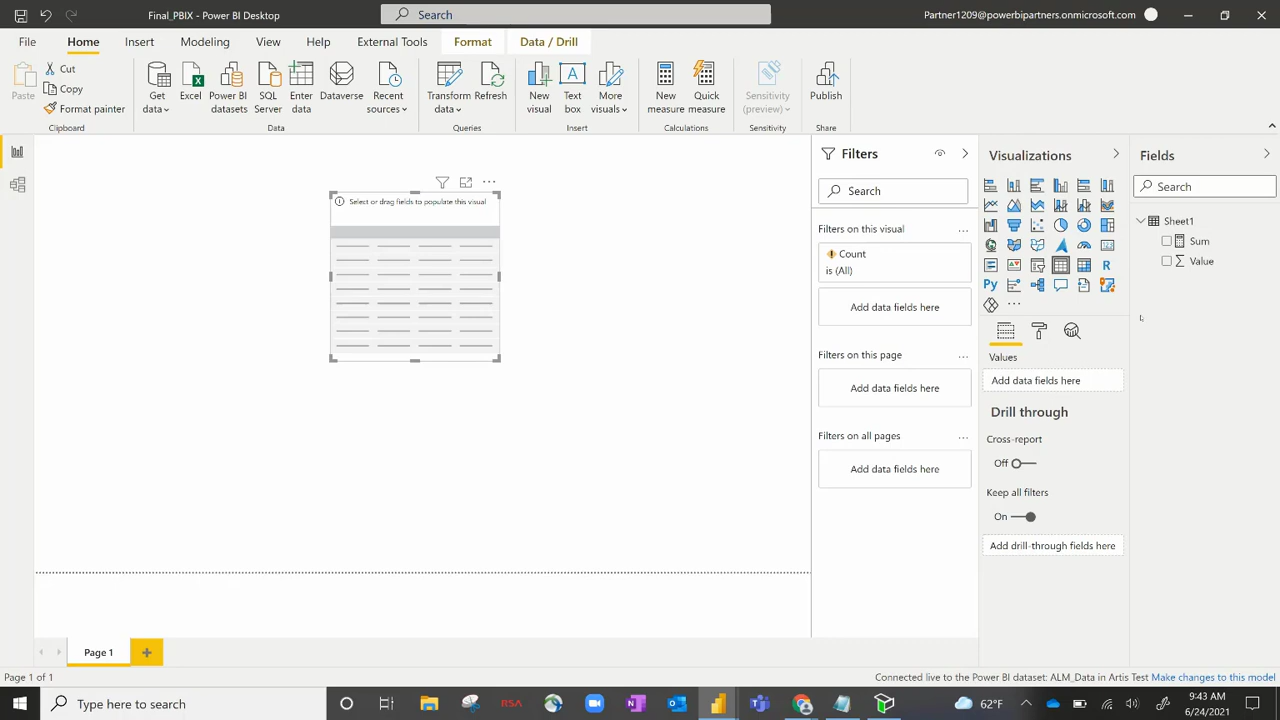 Final_PBIX - Power BI Desktop
Search
Partner1209@powerbipartners.onmicrosoft.com
File
Home
Insert
Modeling
View
Help
External Tools
Format
Data / Drill
Paste
Cut
Copy
Format painter
Clipboard
Get data
Excel
Power BI datasets
SQL Server
Enter data
Dataverse
Recent sources
Data
Transform data
Refresh
Queries
New visual
Text box
More visuals
Insert
New measure
Quick measure
Calculations
Sensitivity (preview)
Sensitivity
Publish
Share
Select or drag fields to populate this visual
Filters
Search
Filters on this visual
Count
is (All)
Add data fields here
Filters on this page
Add data fields here
Filters on all pages
Add data fields here
Visualizations
R
Py
Values
Add data fields here
Drill through
Cross-report
Off
Keep all filters
On
Add drill-through fields here
Fields
Search
Sheet1
Sum
Value
Page 1
Page 1 of 1
Connected live to the Power BI dataset: ALM_Data in Artis Test Make changes to this model
Type here to search
RSA
62°F
9:43 AM
6/24/2021